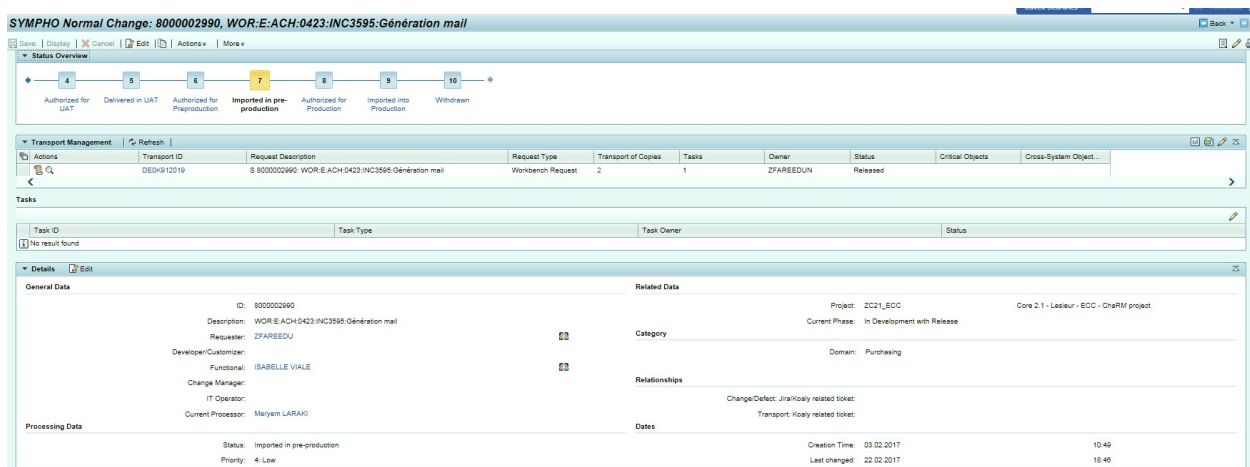 SYMPHO Normal Change: 8000002990, WOR:E:ACH:0423:INC3595:Génération mail
Back
Save | Display | Cancel | Edit | Actions | More
Status Overview
4 5 6 7 8 9 10
Authorized for UAT Delivered in UAT Authorized for Preproduction Imported in pre-production Authorized for Production Imported into Production Withdrawn
Transport Management | Refresh |
Actions Transport ID Request Description Request Type Transport of Copies Tasks Owner Status Critical Objects Cross-System Object...
DE0K912019 S 8000002990: WOR:E:ACH:0423:INC3595:Génération mail Workbench Request 2 1 ZFAREEDUN Released
Tasks
Task ID Task Type Task Owner Status
No result found
Details Edit
General Data Related Data
ID: 8000002990 Project: ZC21_ECC Core 2.1 - Lesieur - ECC - ChaRM project
Description: WOR:E:ACH:0423:INC3595:Génération mail Current Phase: In Development with Release
Requester: ZFAREEDU Category
Developer/Customizer: Domain: Purchasing
Functional: ISABELLE VIALE
Change Manager: Relationships
IT Operator: Change/Defect: Jira/Koaly related ticket:
Current Processor: Meryem LARAKI Transport: Koaly related ticket:
Processing Data Dates
Status: Imported in pre-production Creation Time: 03.02.2017 10:49
Priority: 4: Low Last changed: 22.02.2017 18:46